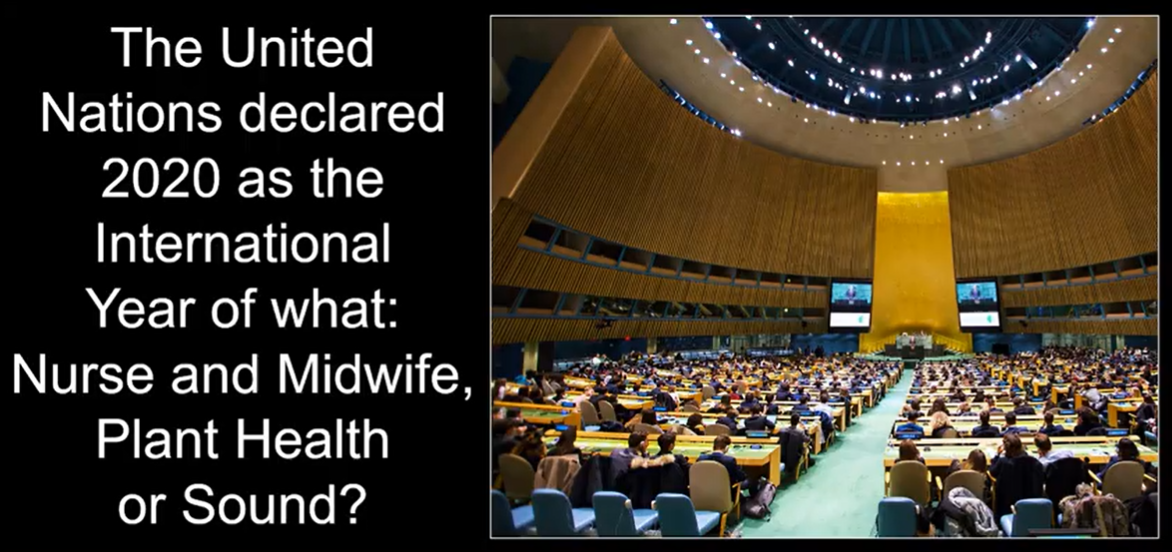 The United
Nations declared
2020 as the
International
Year of what:
Nurse and Midwife,
Plant Health
or Sound?